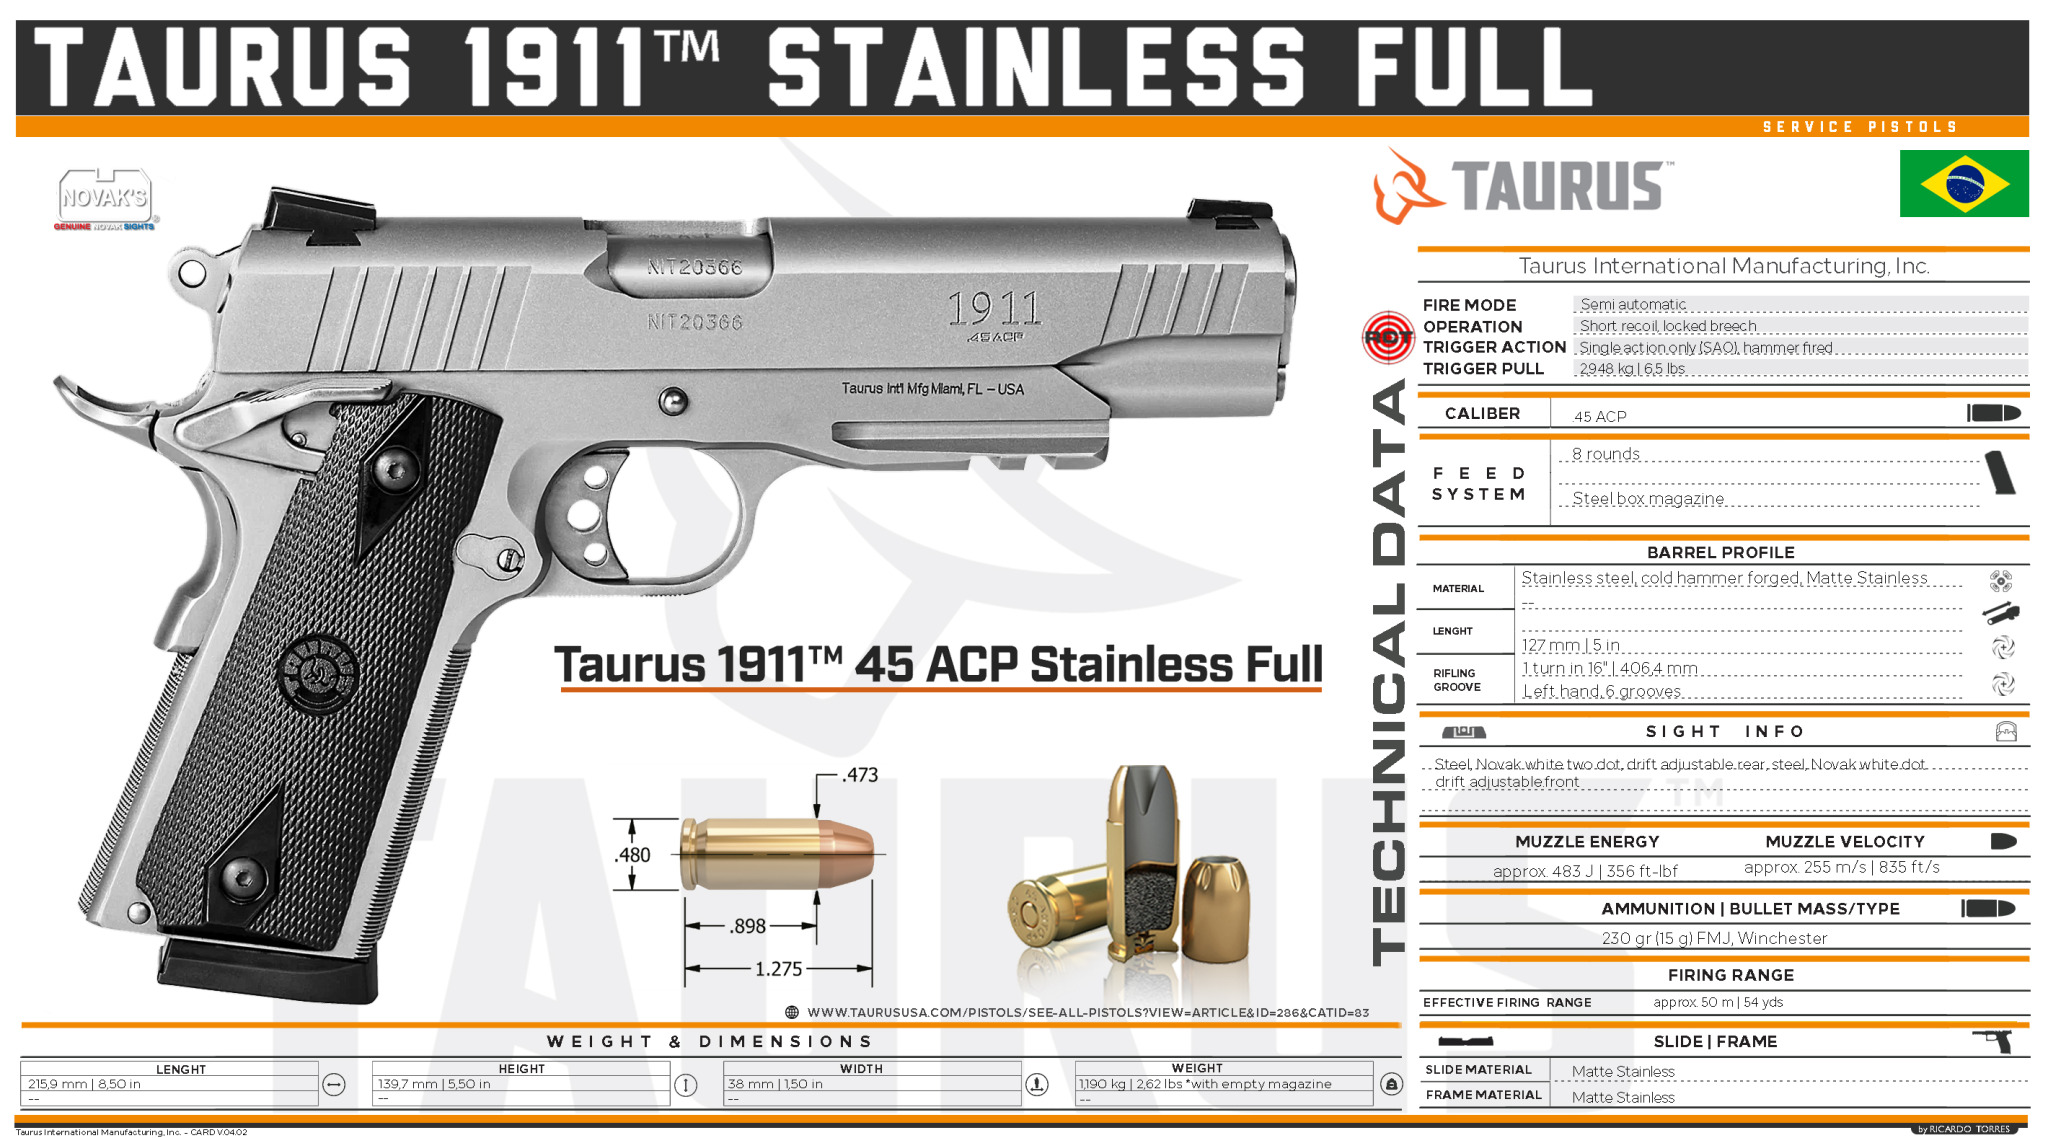 TAURUS 1911™ STAINLESS FULL
SERVICE PISTOLS
NOVAK'S
GENUINE NOVAK SIGHTS
NIT20366
NIT20366
1911
.45 ACP
Taurus Int'l Mfg Miami, FL – USA
Taurus 1911™ 45 ACP Stainless Full
.473
.480
.898
1.275
WWW.TAURUSUSA.COM/PISTOLS/SEE-ALL-PISTOLS?VIEW=ARTICLE&ID=286&CATID=83
TAURUS™
TAURUS™
Taurus International Manufacturing, Inc.
RDT
TECHNICAL DATA
FIRE MODE Semi automatic
OPERATION Short recoil, locked breech
TRIGGER ACTION Single action only (SAO), hammer fired
TRIGGER PULL 2,948 kg | 6,5 lbs
CALIBER .45 ACP
FEED SYSTEM
8 rounds
Steel box magazine
BARREL PROFILE
MATERIAL Stainless steel, cold hammer forged, Matte Stainless
--
LENGHT
127 mm | 5 in
RIFLING GROOVE
1 turn in 16" | 406,4 mm
Left hand, 6 grooves
SIGHT INFO
Steel, Novak white two dot, drift adjustable rear, steel, Novak white dot
drift adjustable front
MUZZLE ENERGY MUZZLE VELOCITY
approx. 483 J | 356 ft-lbf approx. 255 m/s | 835 ft/s
AMMUNITION | BULLET MASS/TYPE
230 gr (15 g) FMJ, Winchester
FIRING RANGE
EFFECTIVE FIRING RANGE approx. 50 m | 54 yds
SLIDE | FRAME
SLIDE MATERIAL Matte Stainless
FRAME MATERIAL Matte Stainless
WEIGHT & DIMENSIONS
LENGHT HEIGHT WIDTH WEIGHT
215,9 mm | 8,50 in 139,7 mm | 5,50 in 38 mm | 1,50 in 1,190 kg | 2,62 lbs *with empty magazine
-- -- -- --
Taurus International Manufacturing, Inc. - CARD V.04.02
by RICARDO TORRES